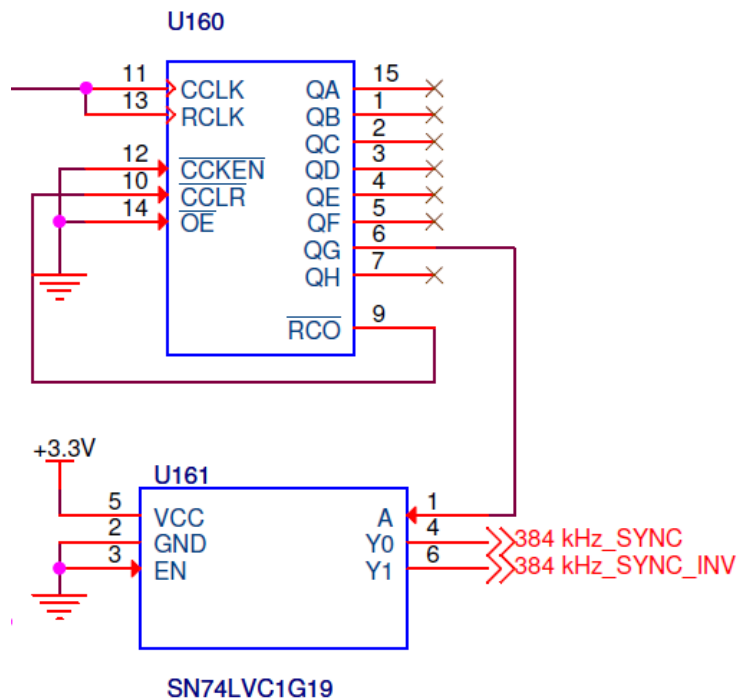 U160
11 CCLK QA 15
13 RCLK QB 1
QC 2
12 CCKEN QD 3
10 CCLR QE 4
14 OE QF 5
QG 6
QH 7
RCO 9
+3.3V
U161
5 VCC A 1
2 GND Y0 4 384 kHz_SYNC
3 EN Y1 6 384 kHz_SYNC_INV
SN74LVC1G19